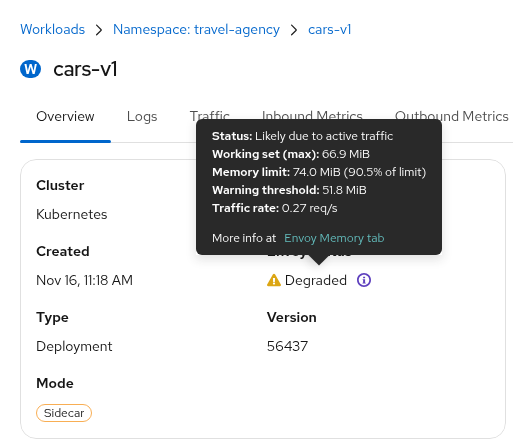 Workloads > Namespace: travel-agency > cars-v1
W cars-v1
Overview Logs Traffic Inbound Metrics Outbound Metrics
Status: Likely due to active traffic
Working set (max): 66.9 MiB
Memory limit: 74.0 MiB (90.5% of limit)
Warning threshold: 51.8 MiB
Traffic rate: 0.27 req/s
More info at Envoy Memory tab
Cluster
Kubernetes
Created
Nov 16, 11:18 AM
Degraded
Type
Deployment
Version
56437
Mode
Sidecar